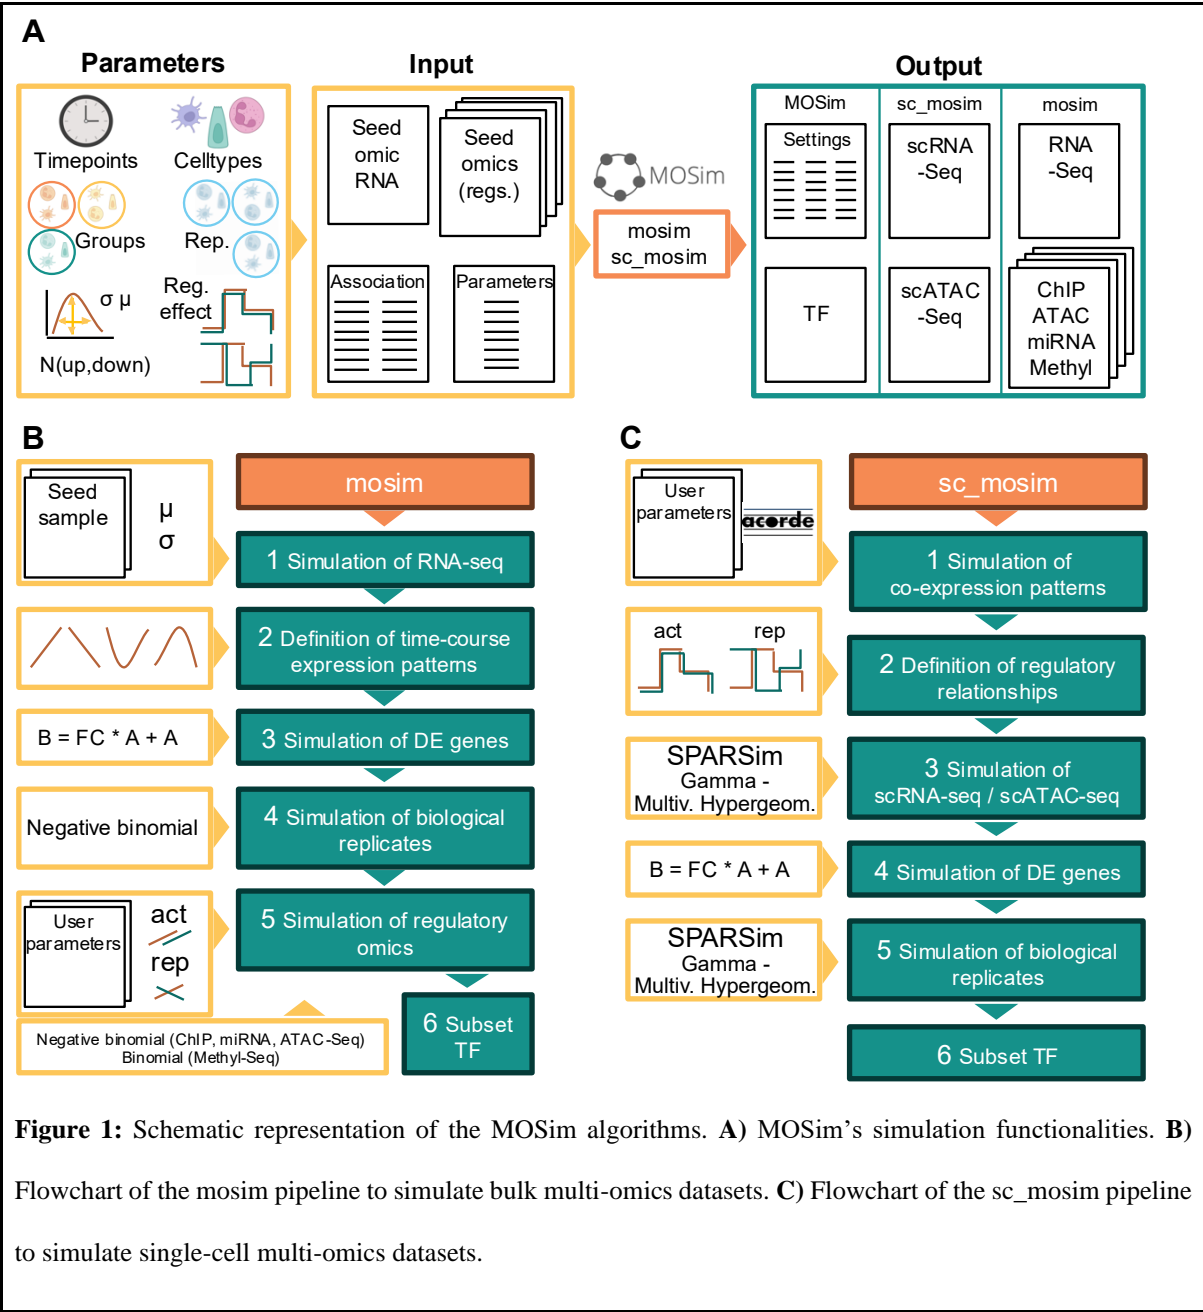 A
Parameters
Input
Output
Timepoints
Celltypes
Groups
Rep.
σ μ
Reg.
effect
N(up,down)
Seed
omic
RNA
Seed
omics
(regs.)
Association
Parameters
MOSim
mosim
sc_mosim
MOSim
sc_mosim
mosim
Settings
scRNA
-Seq
RNA
-Seq
TF
scATAC
-Seq
ChIP
ATAC
miRNA
Methyl
B
Seed
sample
μ
σ
mosim
1 Simulation of RNA-seq
2 Definition of time-course
expression patterns
B = FC * A + A
3 Simulation of DE genes
Negative binomial
4 Simulation of biological
replicates
User
parameters
act
rep
5 Simulation of regulatory
omics
Negative binomial (ChIP, miRNA, ATAC-Seq)
Binomial (Methyl-Seq)
6 Subset
TF
C
User
parameters
acorde
sc_mosim
1 Simulation of
co-expression patterns
act
rep
2 Definition of regulatory
relationships
SPARSim
Gamma -
Multiv. Hypergeom.
3 Simulation of
scRNA-seq / scATAC-seq
B = FC * A + A
4 Simulation of DE genes
SPARSim
Gamma -
Multiv. Hypergeom.
5 Simulation of biological
replicates
6 Subset TF
Figure 1: Schematic representation of the MOSim algorithms. A) MOSim’s simulation functionalities. B)
Flowchart of the mosim pipeline to simulate bulk multi-omics datasets. C) Flowchart of the sc_mosim pipeline
to simulate single-cell multi-omics datasets.